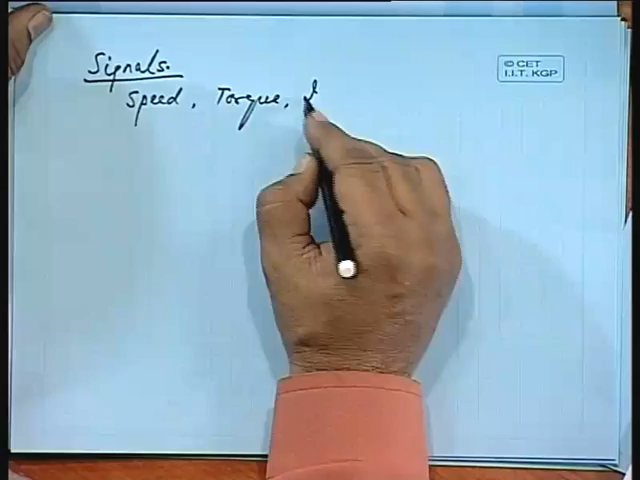 Signals.
Speed, Torque,
© CET
I.I.T. KGP